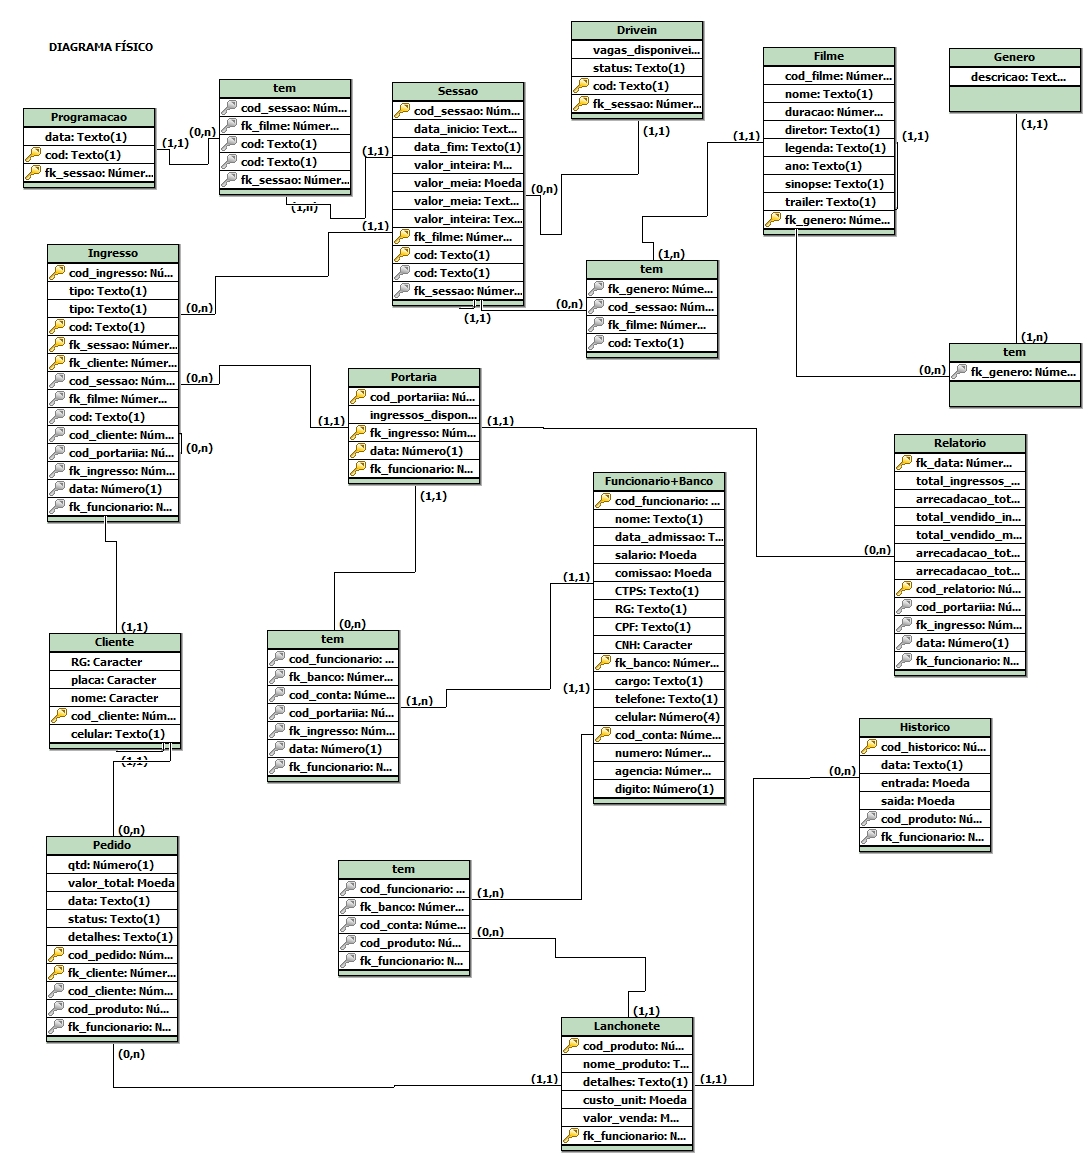 DIAGRAMA FÍSICO
Programacao
data: Texto(1)
cod: Texto(1)
fk_sessao: Númer...
(1,1)
(0,n)
tem
cod_sessao: Núm...
fk_filme: Númer...
cod: Texto(1)
cod: Texto(1)
fk_sessao: Númer...
(1,n)
(1,1)
(1,1)
Sessao
cod_sessao: Núm...
data_inicio: Text...
data_fim: Texto(1)
valor_inteira: M...
valor_meia: Moeda
valor_meia: Text...
valor_inteira: Tex...
fk_filme: Númer...
cod: Texto(1)
cod: Texto(1)
fk_sessao: Númer...
(0,n)
(1,1)
Drivein
vagas_disponivei...
status: Texto(1)
cod: Texto(1)
fk_sessao: Númer...
(1,1)
Filme
cod_filme: Númer...
nome: Texto(1)
duracao: Númer...
diretor: Texto(1)
legenda: Texto(1)
ano: Texto(1)
sinopse: Texto(1)
trailer: Texto(1)
fk_genero: Núme...
(1,1)
(1,1)
Genero
descricao: Text...
(1,1)
(1,n)
tem
fk_genero: Núme...
(0,n)
(1,n)
tem
fk_genero: Núme...
cod_sessao: Núm...
fk_filme: Númer...
cod: Texto(1)
(0,n)
Ingresso
cod_ingresso: Nú...
tipo: Texto(1)
tipo: Texto(1)
cod: Texto(1)
fk_sessao: Númer...
fk_cliente: Númer...
cod_sessao: Núm...
fk_filme: Númer...
cod: Texto(1)
cod_cliente: Núm...
cod_portariia: Nú...
fk_ingresso: Núm...
data: Número(1)
fk_funcionario: N...
(0,n)
(0,n)
(0,n)
Portaria
cod_portariia: Nú...
ingressos_dispon...
fk_ingresso: Núm...
data: Número(1)
fk_funcionario: N...
(1,1)
(1,1)
(1,1)
Relatorio
fk_data: Númer...
total_ingressos_...
arrecadacao_tot...
total_vendido_in...
total_vendido_m...
arrecadacao_tot...
arrecadacao_tot...
cod_relatorio: Nú...
cod_portariia: Nú...
fk_ingresso: Núm...
data: Número(1)
fk_funcionario: N...
(0,n)
Funcionario+Banco
cod_funcionario: ...
nome: Texto(1)
data_admissao: T...
salario: Moeda
comissao: Moeda
CTPS: Texto(1)
RG: Texto(1)
CPF: Texto(1)
CNH: Caracter
fk_banco: Númer...
cargo: Texto(1)
telefone: Texto(1)
celular: Número(4)
cod_conta: Núme...
numero: Númer...
agencia: Númer...
digito: Número(1)
(1,1)
(1,1)
(0,n)
tem
cod_funcionario: ...
fk_banco: Númer...
cod_conta: Núme...
cod_portariia: Nú...
fk_ingresso: Núm...
data: Número(1)
fk_funcionario: N...
(1,n)
(1,1)
Cliente
RG: Caracter
placa: Caracter
nome: Caracter
cod_cliente: Núm...
celular: Texto(1)
(1,1)
(0,n)
Pedido
qtd: Número(1)
valor_total: Moeda
data: Texto(1)
status: Texto(1)
detalhes: Texto(1)
cod_pedido: Núm...
fk_cliente: Númer...
cod_cliente: Núm...
cod_produto: Nú...
fk_funcionario: N...
(0,n)
tem
cod_funcionario: ...
fk_banco: Númer...
cod_conta: Núme...
cod_produto: Nú...
fk_funcionario: N...
(1,n)
(0,n)
Historico
cod_historico: Nú...
data: Texto(1)
entrada: Moeda
saida: Moeda
cod_produto: Nú...
fk_funcionario: N...
(0,n)
(1,1)
Lanchonete
cod_produto: Nú...
nome_produto: T...
detalhes: Texto(1)
custo_unit: Moeda
valor_venda: M...
fk_funcionario: N...
(1,1)
(1,1)